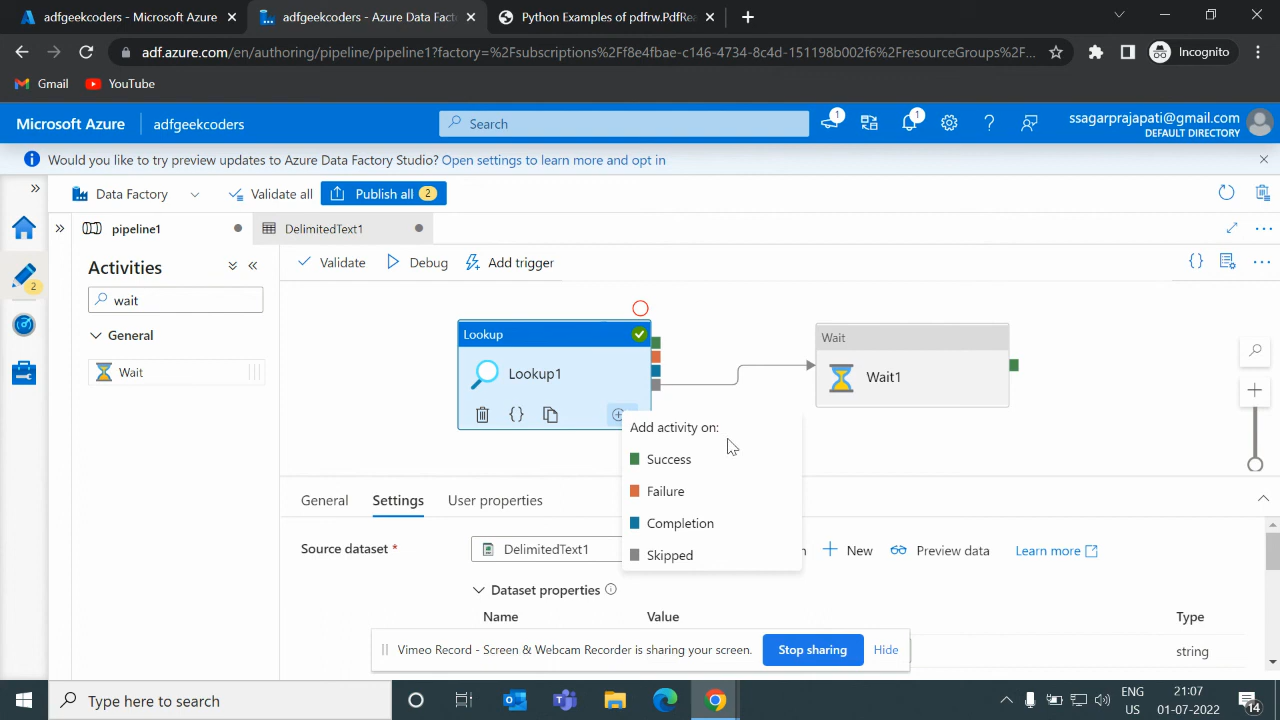 adfgeekcoders - Microsoft Azure
adfgeekcoders - Azure Data Fact
Python Examples of pdfrw.PdfRe
adf.azure.com/en/authoring/pipeline/pipeline1?factory=%2Fsubscriptions%2Ff8e4fbae-c146-4734-8c4d-151198b002f6%2FresourceGroups%2F...
Incognito
Gmail
YouTube
Microsoft Azure
adfgeekcoders
Search
1
1
ssagarprajapati@gmail.com
DEFAULT DIRECTORY
Would you like to try preview updates to Azure Data Factory Studio? Open settings to learn more and opt in
Data Factory
Validate all
Publish all 2
pipeline1
DelimitedText1
2
Activities
Validate
Debug
Add trigger
wait
General
Wait
Lookup
Lookup1
Wait
Wait1
Add activity on:
Success
Failure
Completion
Skipped
General
Settings
User properties
Source dataset *
DelimitedText1
New
Preview data
Learn more
Dataset properties
Name
Value
Type
string
Vimeo Record - Screen & Webcam Recorder is sharing your screen.
Stop sharing
Hide
Type here to search
ENG
US
21:07
01-07-2022
14